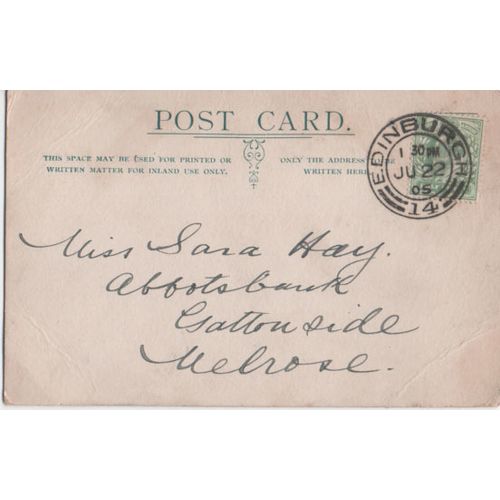 POST CARD.
THIS SPACE MAY BE USED FOR PRINTED OR
WRITTEN MATTER FOR INLAND USE ONLY.
ONLY THE ADDRESS BE
WRITTEN HERE
EDINBURGH
1 30 PM
JU 22
05
14
Miss Sara Hay.
Abbotsbank
Gattonside
Melrose.